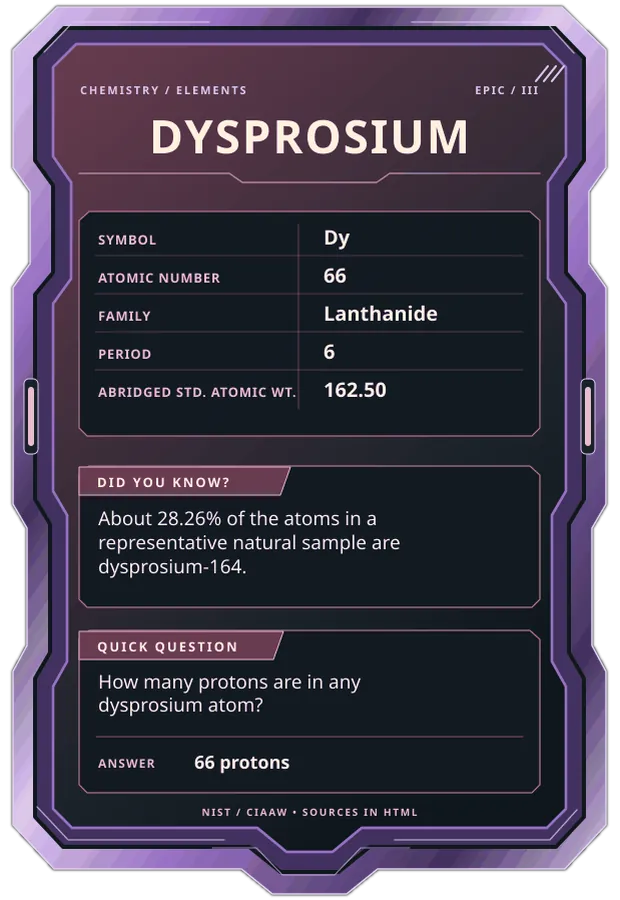 CHEMISTRY / ELEMENTS
EPIC / III
DYSPROSIUM
SYMBOL Dy
ATOMIC NUMBER 66
FAMILY Lanthanide
PERIOD 6
ABRIDGED STD. ATOMIC WT. 162.50
DID YOU KNOW?
About 28.26% of the atoms in a
representative natural sample are
dysprosium-164.
QUICK QUESTION
How many protons are in any
dysprosium atom?
ANSWER 66 protons
NIST / CIAAW • SOURCES IN HTML